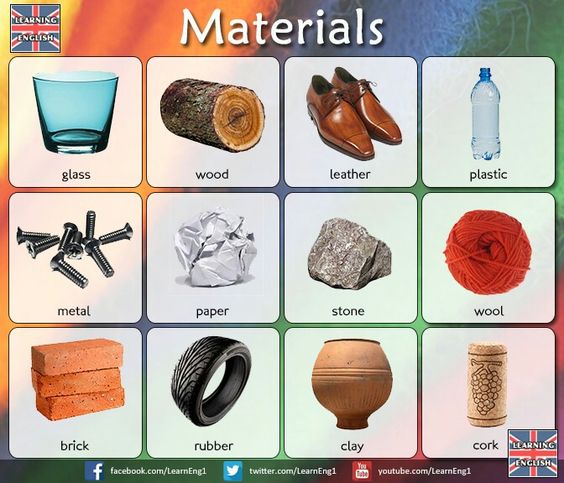 LEARNING
ENGLISH
Materials
glass
wood
leather
plastic
metal
paper
stone
wool
brick
rubber
clay
cork
LEARNING
ENGLISH
f facebook.com/LearnEng1
twitter.com/LearnEng1
You Tube youtube.com/LearnEng1